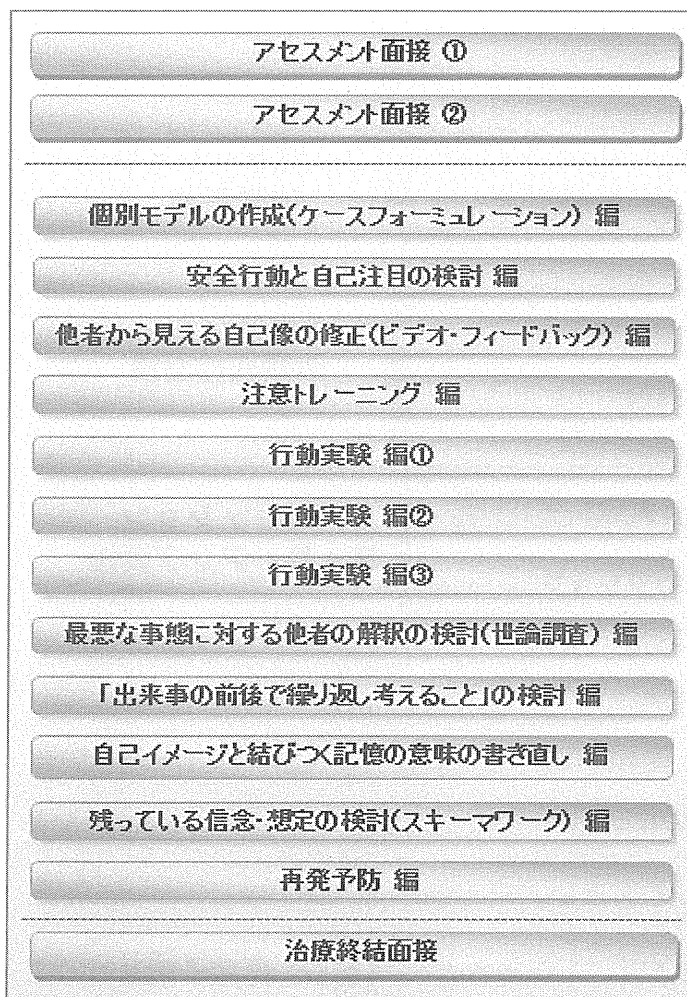 アセスメント面接 ①
アセスメント面接 ②
個別モデルの作成(ケースフォーミュレーション) 編
安全行動と自己注目の検討 編
他者から見える自己像の修正(ビデオ・フィードバック) 編
注意トレーニング 編
行動実験 編①
行動実験 編②
行動実験 編③
最悪な事態に対する他者の解釈の検討(世論調査) 編
「出来事の前後で繰り返し考えること」の検討 編
自己イメージと結びつく記憶の意味の書き直し 編
残っている信念・想定の検討(スキーマワーク) 編
再発予防 編
治療終結面接